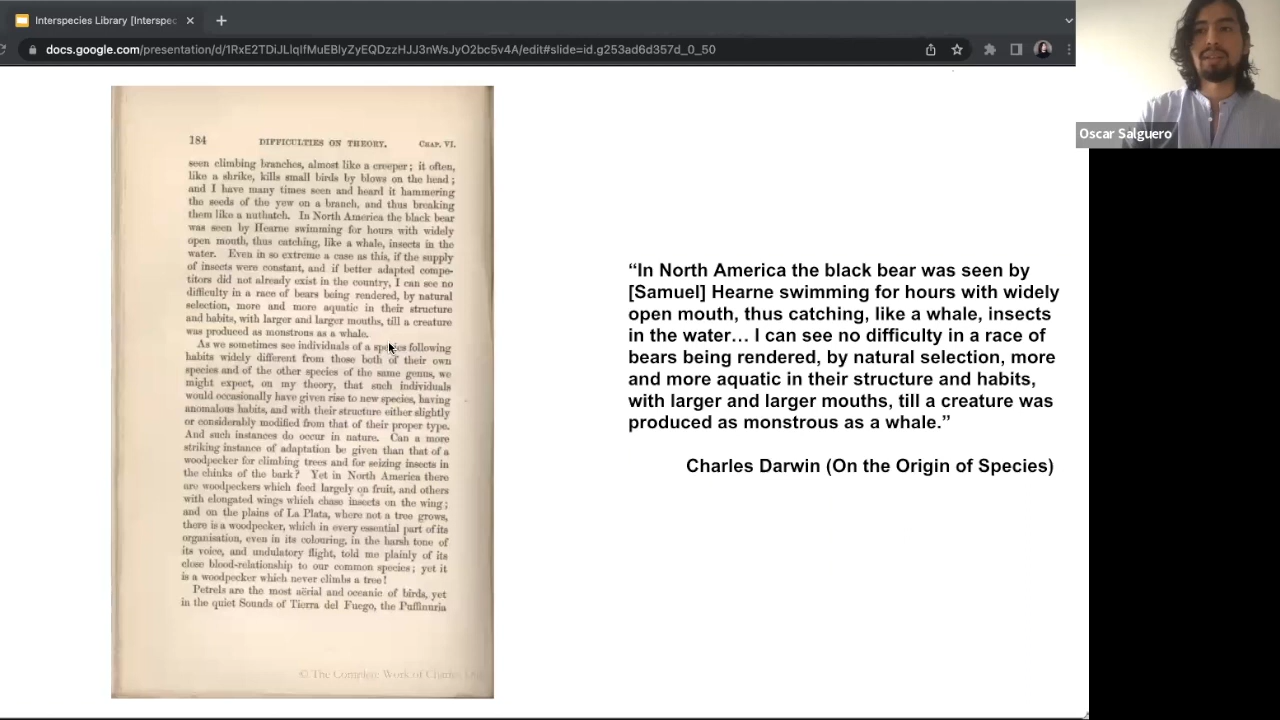 Interspecies Library [Interspec
docs.google.com/presentation/d/1RxE2TDiJLlqIfMuEBlyZyEQDzzHJJ3nWsJyO2bc5v4A/edit#slide=id.g253ad6d357d_0_50
Oscar Salguero
184 DIFFICULTIES ON THEORY. CHAP. VI.
seen climbing branches, almost like a creeper; it often,
like a shrike, kills small birds by blows on the head;
and I have many times seen and heard it hammering
the seeds of the yew on a branch, and thus breaking
them like a nuthatch. In North America the black bear
was seen by Hearne swimming for hours with widely
open mouth, thus catching, like a whale, insects in the
water. Even in so extreme a case as this, if the supply
of insects were constant, and if better adapted compe-
titors did not already exist in the country, I can see no
difficulty in a race of bears being rendered, by natural
selection, more and more aquatic in their structure
and habits, with larger and larger mouths, till a creature
was produced as monstrous as a whale.
As we sometimes see individuals of a species following
habits widely different from those both of their own
species and of the other species of the same genus, we
might expect, on my theory, that such individuals
would occasionally have given rise to new species, having
anomalous habits, and with their structure either slightly
or considerably modified from that of their proper type.
And such instances do occur in nature. Can a more
striking instance of adaptation be given than that of a
woodpecker for climbing trees and for seizing insects in
the chinks of the bark? Yet in North America there
are woodpeckers which feed largely on fruit, and others
with elongated wings which chase insects on the wing;
and on the plains of La Plata, where not a tree grows,
there is a woodpecker, which in every essential part of its
organisation, even in its colouring, in the harsh tone of
its voice, and undulatory flight, told me plainly of its
close blood-relationship to our common species; yet it
is a woodpecker which never climbs a tree!
Petrels are the most aërial and oceanic of birds, yet
in the quiet Sounds of Tierra del Fuego, the Puffinuria
© The Complete Work of Charles
“In North America the black bear was seen by
[Samuel] Hearne swimming for hours with widely
open mouth, thus catching, like a whale, insects
in the water… I can see no difficulty in a race of
bears being rendered, by natural selection, more
and more aquatic in their structure and habits,
with larger and larger mouths, till a creature was
produced as monstrous as a whale.”
Charles Darwin (On the Origin of Species)